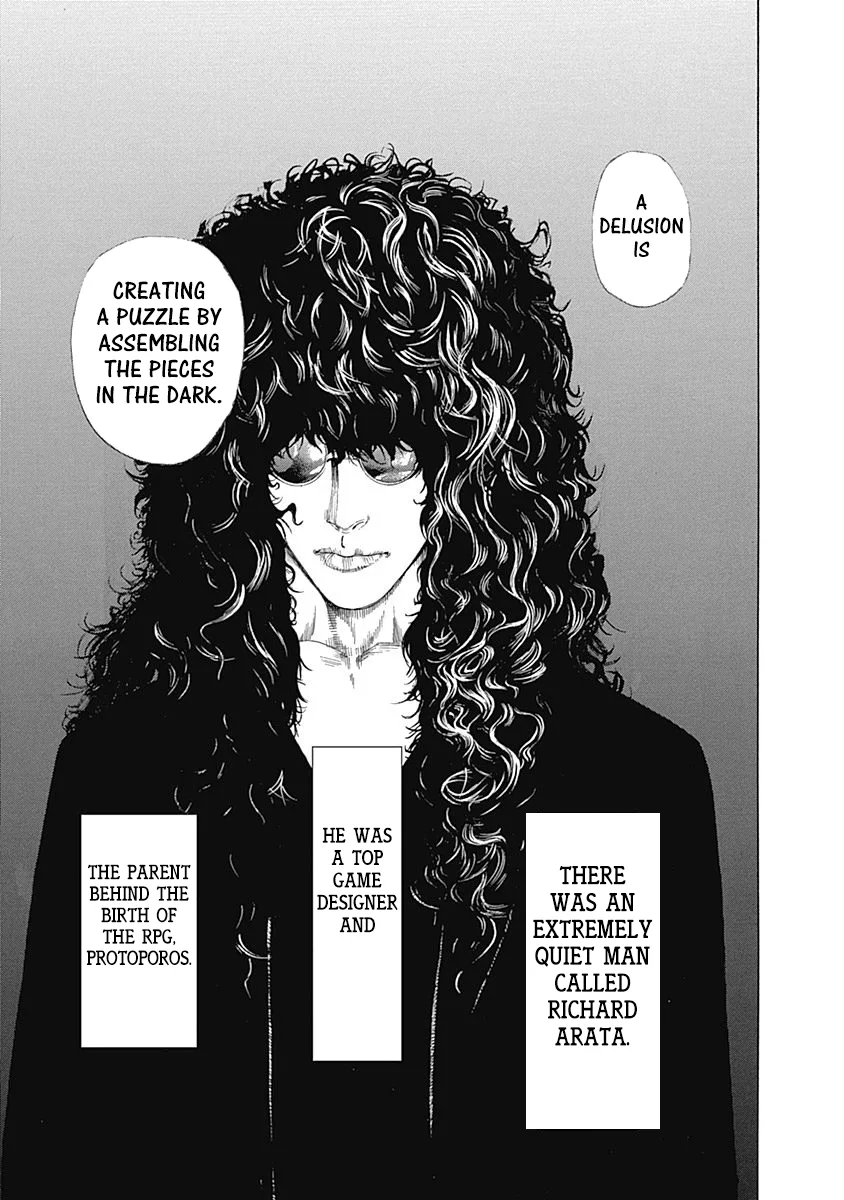 A
DELUSION
IS
CREATING
A PUZZLE BY
ASSEMBLING
THE PIECES
IN THE DARK.
THERE
WAS AN
EXTREMELY
QUIET MAN
CALLED
RICHARD
ARATA.
HE WAS
A TOP
GAME
DESIGNER
AND
THE PARENT
BEHIND THE
BIRTH OF
THE RPG,
PROTOPOROS.